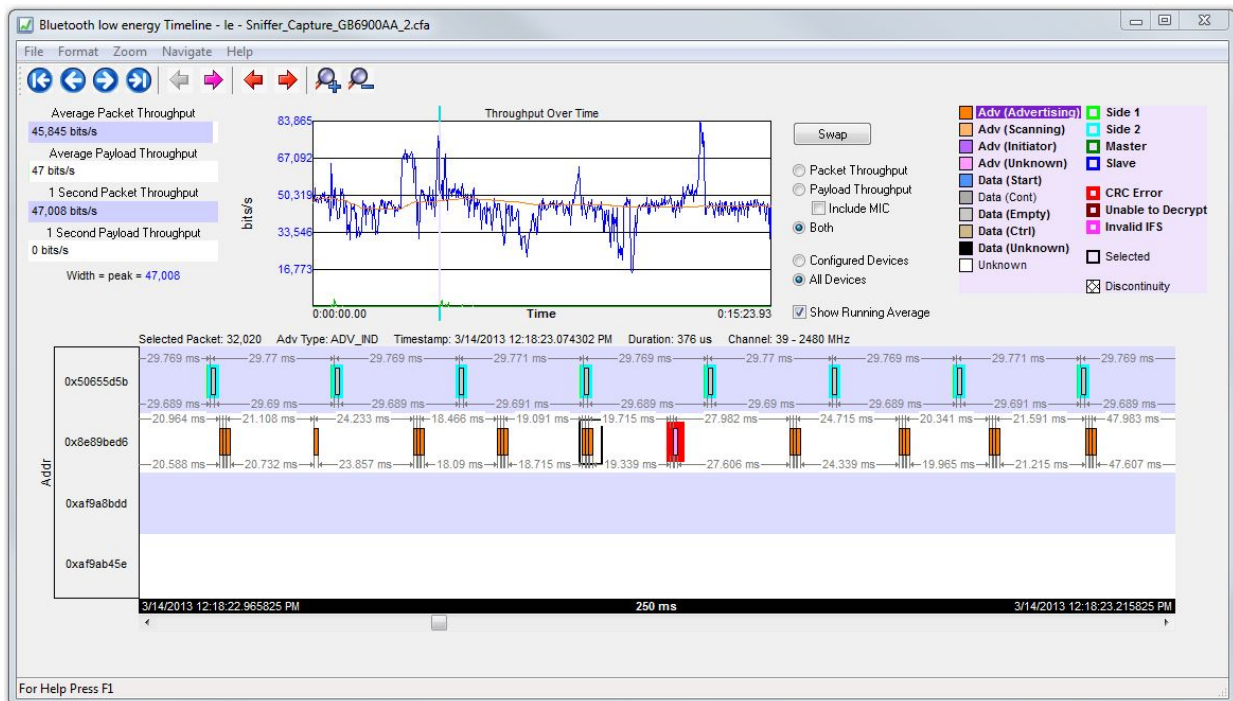 Bluetooth low energy Timeline - le - Sniffer_Capture_GB6900AA_2.cfa
File Format Zoom Navigate Help
Average Packet Throughput
45,845 bits/s
Average Payload Throughput
47 bits/s
1 Second Packet Throughput
47,008 bits/s
1 Second Payload Throughput
0 bits/s
Width = peak = 47,008
Throughput Over Time
83,865
67,092
50,319
33,546
16,773
bits/s
0:00:00.00 Time 0:15:23.93
Swap
Packet Throughput
Payload Throughput
Include MIC
Both
Configured Devices
All Devices
Show Running Average
Adv (Advertising)
Adv (Scanning)
Adv (Initiator)
Adv (Unknown)
Data (Start)
Data (Cont)
Data (Empty)
Data (Ctrl)
Data (Unknown)
Unknown
Side 1
Side 2
Master
Slave
CRC Error
Unable to Decrypt
Invalid IFS
Selected
Discontinuity
Selected Packet: 32,020 Adv Type: ADV_IND Timestamp: 3/14/2013 12:18:23.074302 PM Duration: 376 us Channel: 39 - 2480 MHz
29.769 ms 29.77 ms 29.769 ms 29.771 ms 29.769 ms 29.77 ms 29.769 ms 29.771 ms 29.769 ms
0x50655d5b
29.689 ms 29.69 ms 29.689 ms 29.691 ms 29.689 ms 29.69 ms 29.689 ms 29.691 ms 29.689 ms
20.964 ms 21.108 ms 24.233 ms 18.466 ms 19.091 ms 19.715 ms 27.982 ms 24.715 ms 20.341 ms 21.591 ms 47.983 ms
0x8e89bed6
20.588 ms 20.732 ms 23.857 ms 18.09 ms 18.715 ms 19.339 ms 27.606 ms 24.339 ms 19.965 ms 21.215 ms 47.607 ms
Addr
0xaf9a8bdd
0xaf9ab45e
3/14/2013 12:18:22.965825 PM 250 ms 3/14/2013 12:18:23.215825 PM
For Help Press F1